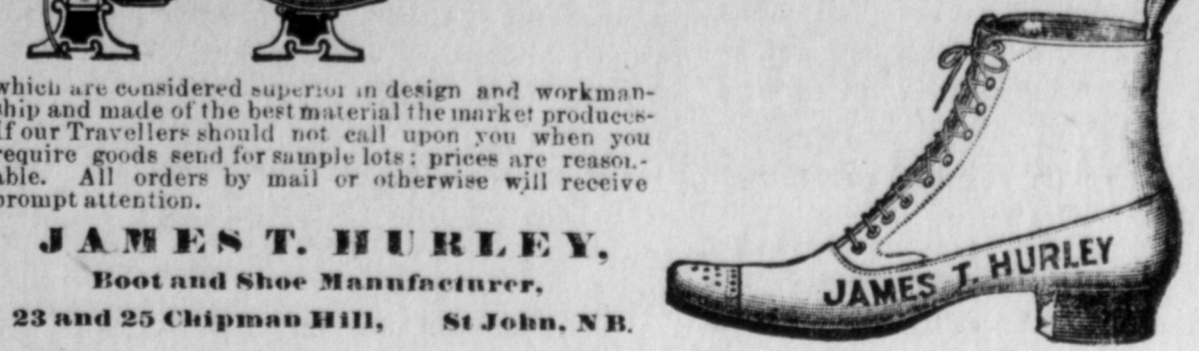 which are considered superior in design and workman-
ship and made of the best material the market produces-
If our Travellers should not call upon you when you
require goods send for sample lots: prices are reason-
able. All orders by mail or otherwise will receive
prompt attention.
JAMES T. HURLEY,
Boot and Shoe Manufacturer,
23 and 25 Chipman Hill, St John, N B.
JAMES T. HURLEY